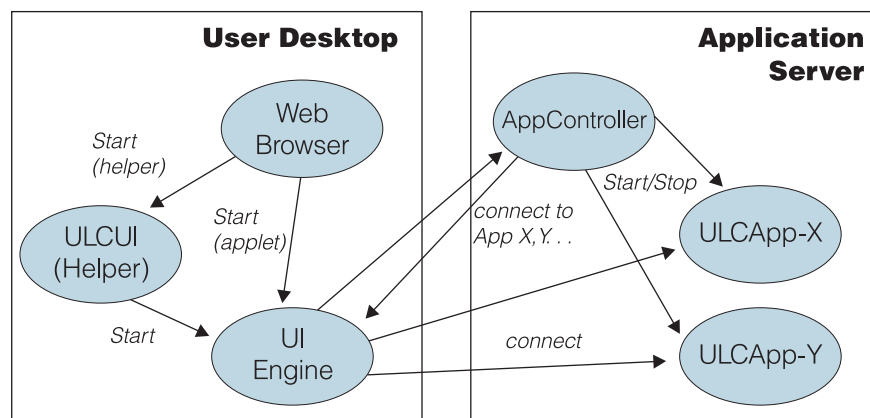 User Desktop
Application
Server
Web
Browser
AppController
Start
(helper)
Start/Stop
Start
(applet)
connect to
App X,Y. . .
ULCUI
(Helper)
ULCApp-X
Start
UI
Engine
connect
ULCApp-Y